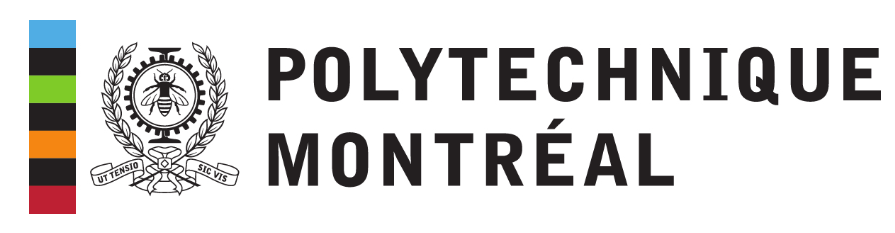 POLYTECHNIQUE
MONTRÉAL
UT TENSIO SIC VIS